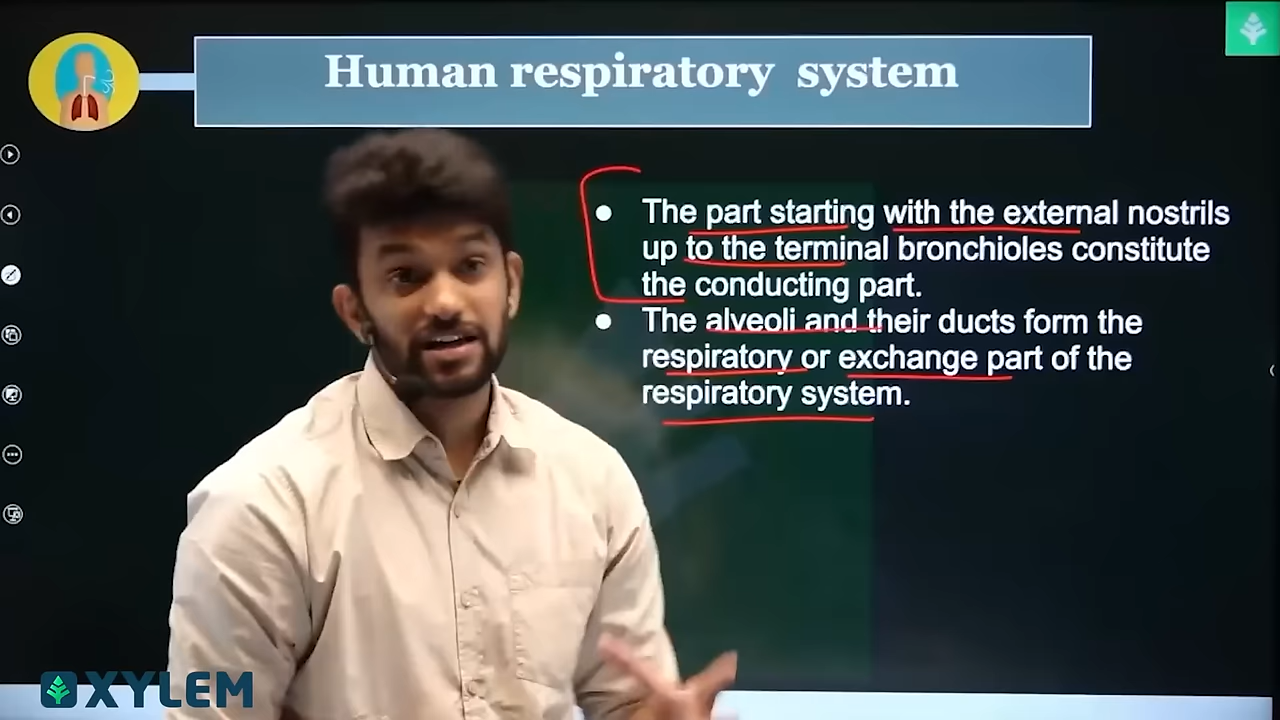 Human respiratory system
● The part starting with the external nostrils
up to the terminal bronchioles constitute
the conducting part.
● The alveoli and their ducts form the
respiratory or exchange part of the
respiratory system.
XYLEM